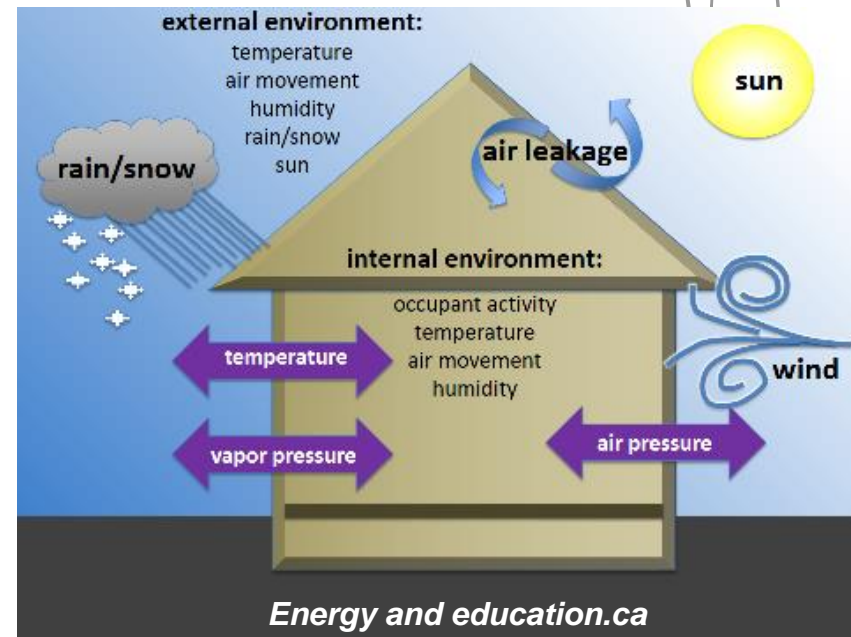 external environment:
temperature
air movement
humidity
rain/snow
sun
sun
rain/snow
air leakage
internal environment:
occupant activity
temperature
air movement
humidity
temperature
vapor pressure
air pressure
wind
Energy and education.ca